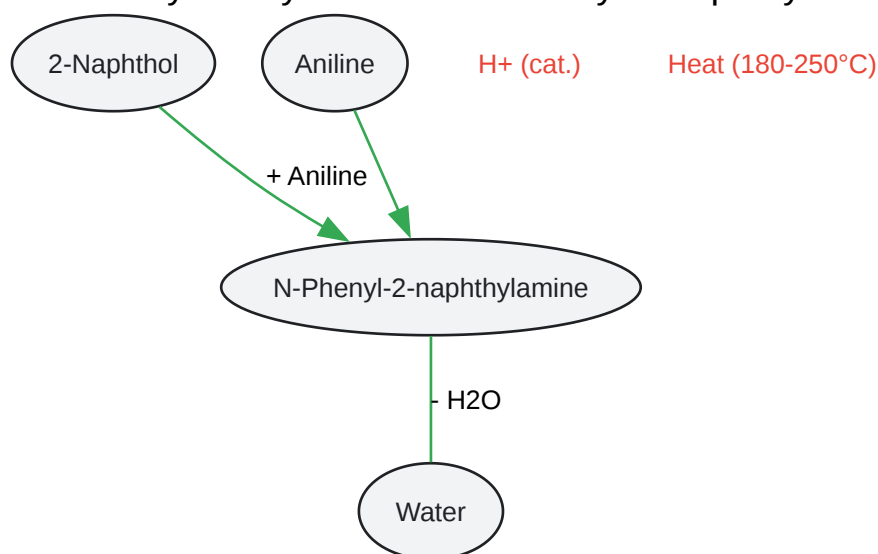 2-Naphthol
Aniline
H+ (cat.)
Heat (180-250°C)
+ Aniline
N-Phenyl-2-naphthylamine
- H2O
Water